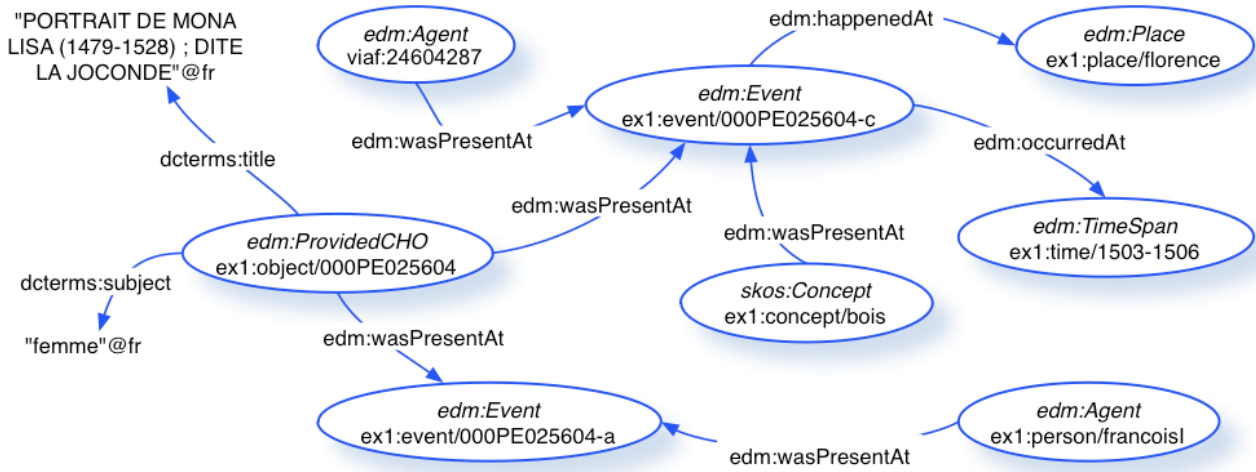 "PORTRAIT DE MONA
LISA (1479-1528) ; DITE
LA JOCONDE"@fr
edm:Agent
viaf:24604287
edm:happenedAt
edm:Place
ex1:place/florence
edm:Event
ex1:event/000PE025604-c
edm:wasPresentAt
edm:occurredAt
dcterms:title
edm:wasPresentAt
edm:ProvidedCHO
ex1:object/000PE025604
edm:wasPresentAt
edm:TimeSpan
ex1:time/1503-1506
dcterms:subject
skos:Concept
ex1:concept/bois
"femme"@fr
edm:wasPresentAt
edm:Event
ex1:event/000PE025604-a
edm:Agent
ex1:person/francoisI
edm:wasPresentAt